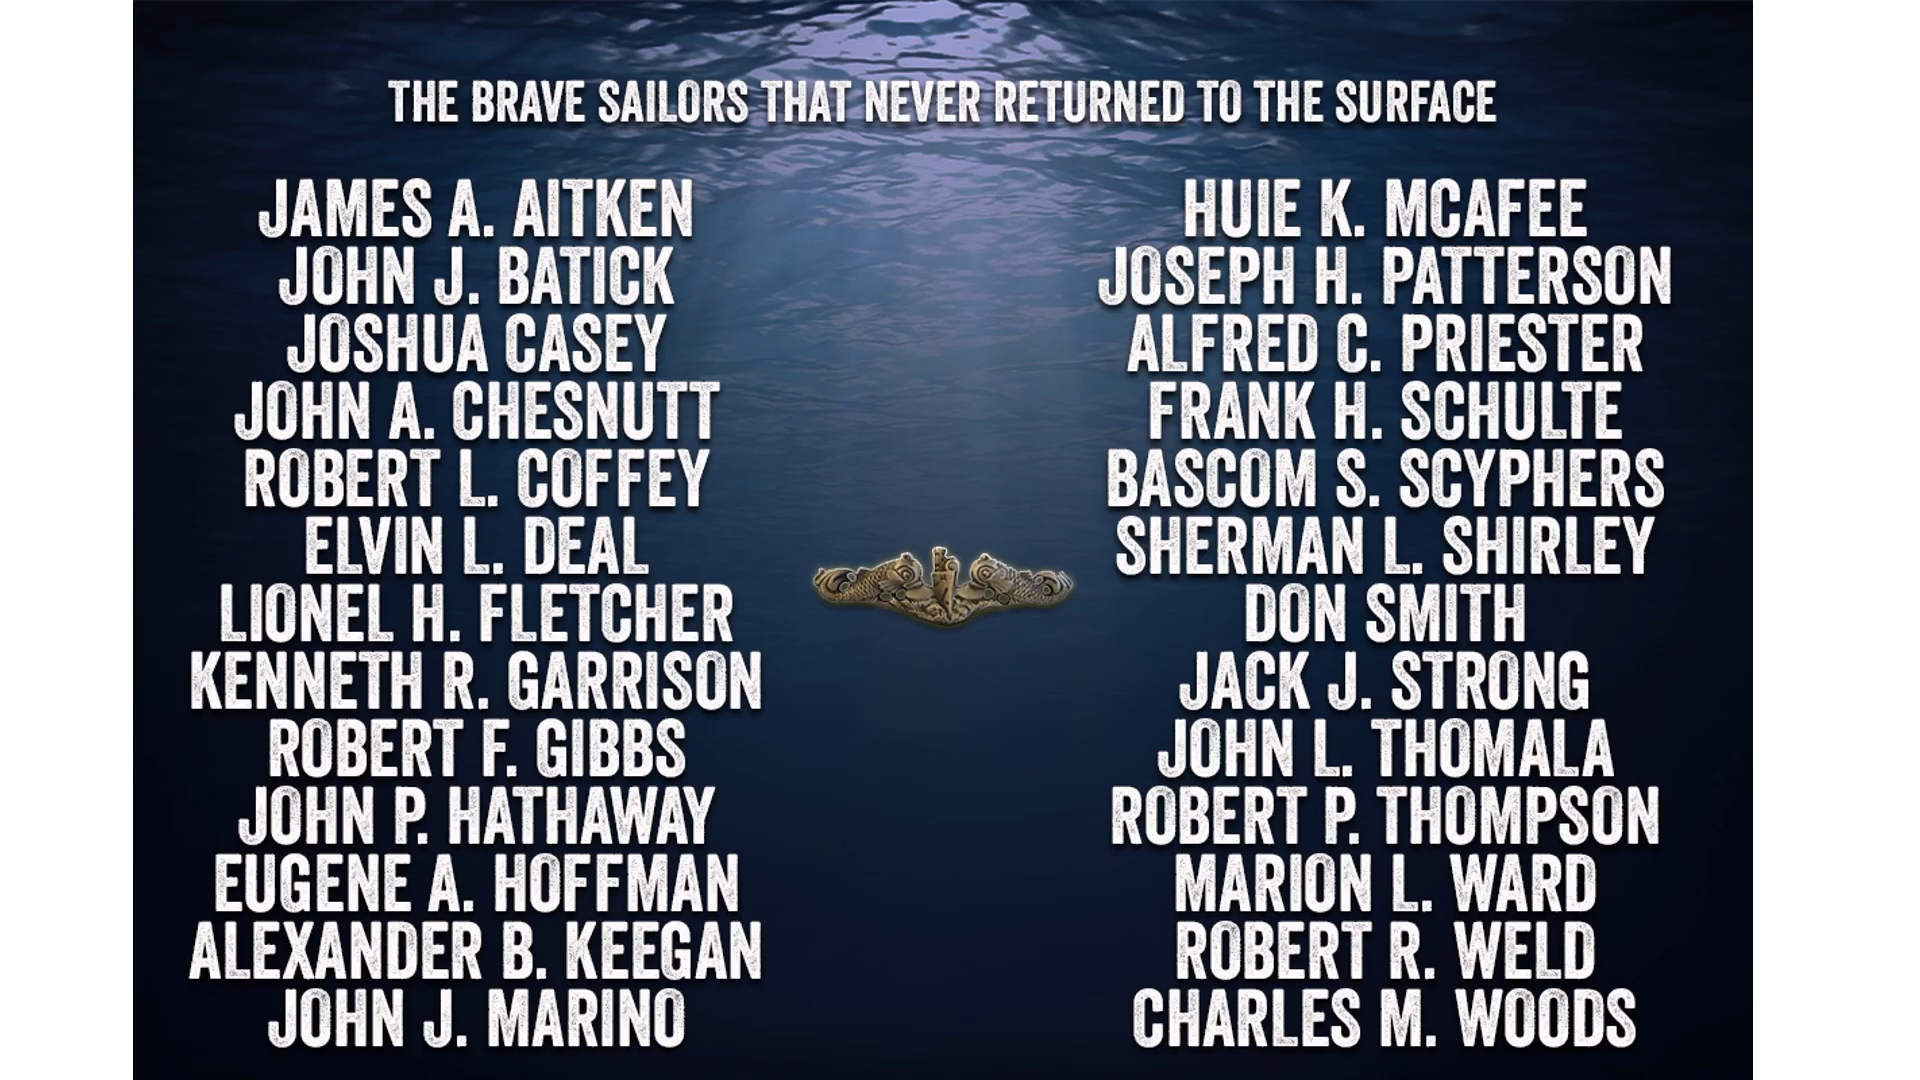 THE BRAVE SAILORS THAT NEVER RETURNED TO THE SURFACE
JAMES A. AITKEN
JOHN J. BATICK
JOSHUA CASEY
JOHN A. CHESNUTT
ROBERT L. COFFEY
ELVIN L. DEAL
LIONEL H. FLETCHER
KENNETH R. GARRISON
ROBERT F. GIBBS
JOHN P. HATHAWAY
EUGENE A. HOFFMAN
ALEXANDER B. KEEGAN
JOHN J. MARINO
HUIE K. MCAFEE
JOSEPH H. PATTERSON
ALFRED C. PRIESTER
FRANK H. SCHULTE
BASCOM S. SCYPHERS
SHERMAN L. SHIRLEY
DON SMITH
JACK J. STRONG
JOHN L. THOMALA
ROBERT P. THOMPSON
MARION L. WARD
ROBERT R. WELD
CHARLES M. WOODS